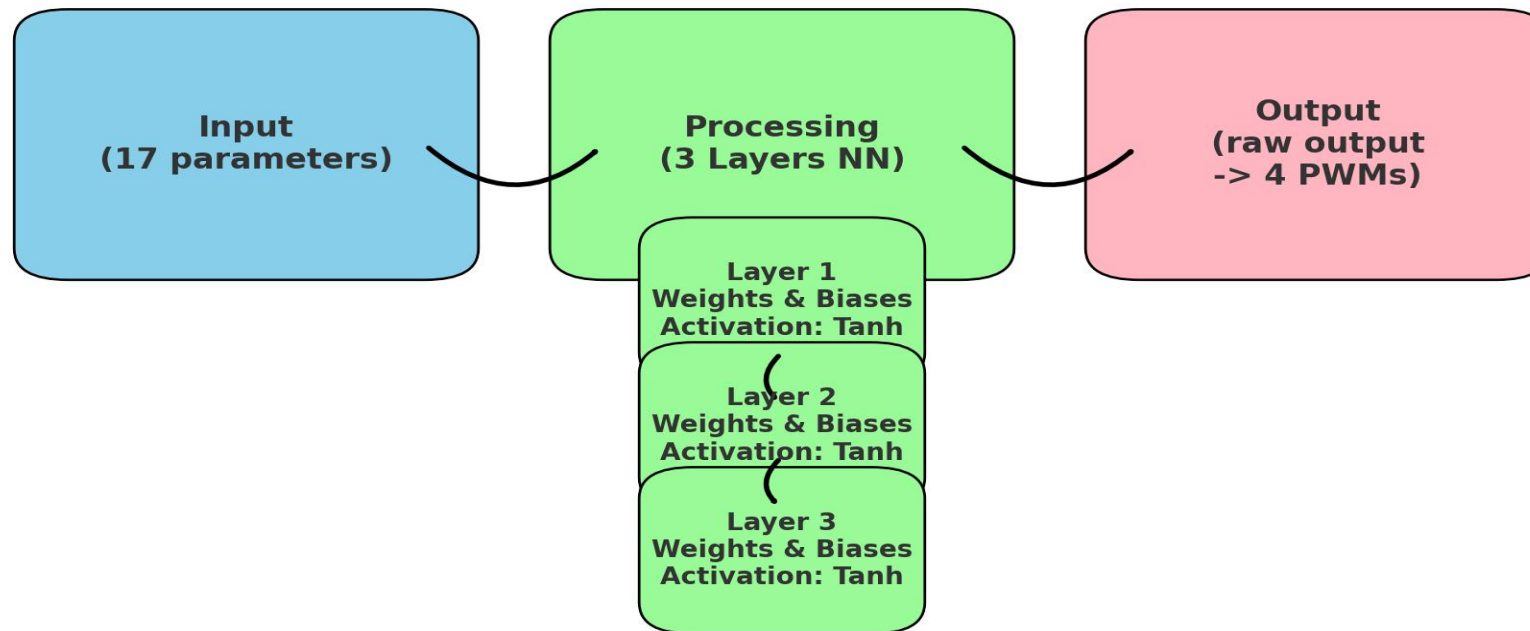 Input
(17 parameters)
Processing
(3 Layers NN)
Output
(raw output
-> 4 PWMs)
Layer 1
Weights & Biases
Activation: Tanh
Layer 2
Weights & Biases
Activation: Tanh
Layer 3
Weights & Biases
Activation: Tanh